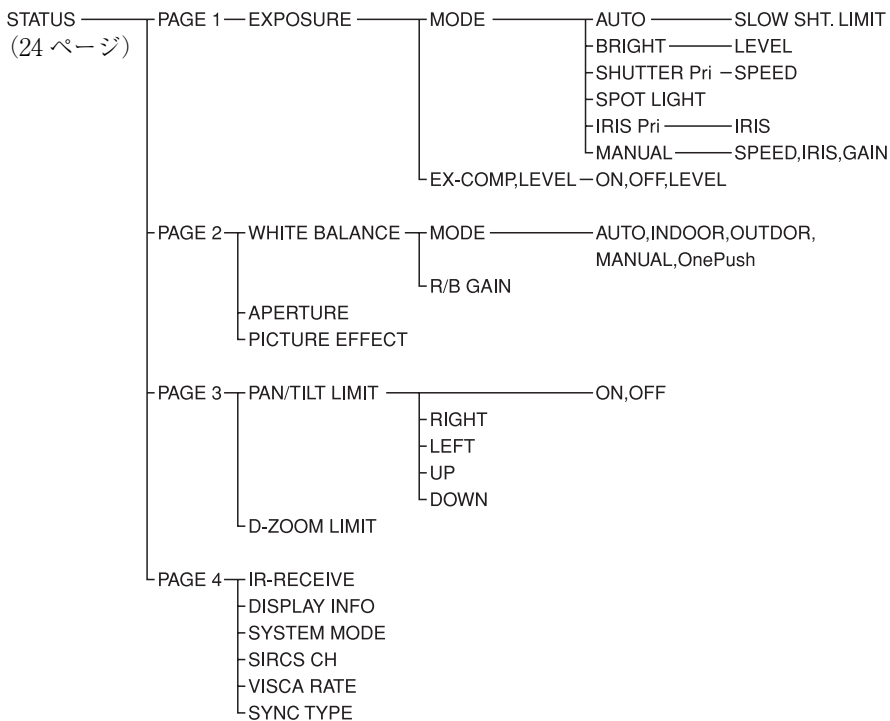 STATUS PAGE 1 EXPOSURE MODE AUTO SLOW SHT. LIMIT
(24 ページ) BRIGHT LEVEL
SHUTTER Pri SPEED
SPOT LIGHT
IRIS Pri IRIS
MANUAL SPEED,IRIS,GAIN
EX-COMP,LEVEL ON,OFF,LEVEL
PAGE 2 WHITE BALANCE MODE AUTO,INDOOR,OUTDOR,
MANUAL,OnePush
R/B GAIN
APERTURE
PICTURE EFFECT
PAGE 3 PAN/TILT LIMIT ON,OFF
RIGHT
LEFT
UP
DOWN
D-ZOOM LIMIT
PAGE 4 IR-RECEIVE
DISPLAY INFO
SYSTEM MODE
SIRCS CH
VISCA RATE
SYNC TYPE